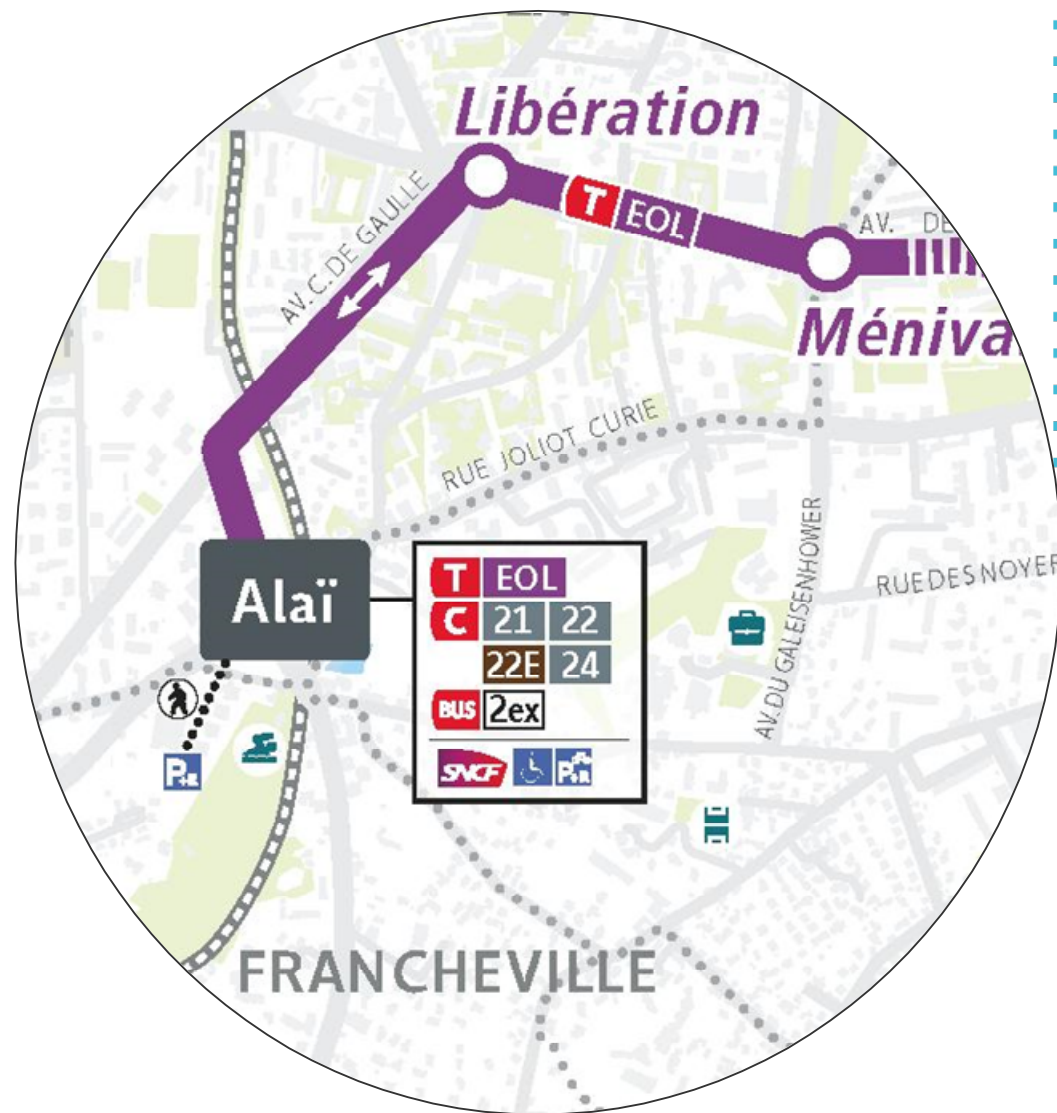 Libération
T EOL
AV. C. DE GAULLE
AV. DE
Méniva
RUE JOLIOT CURIE
AV. DU GAL EISENHOWER
RUE DES NOYER
Alaï
T EOL
C 21 22
22E 24
BUS 2ex
SNCF P+R
P+R
FRANCHEVILLE